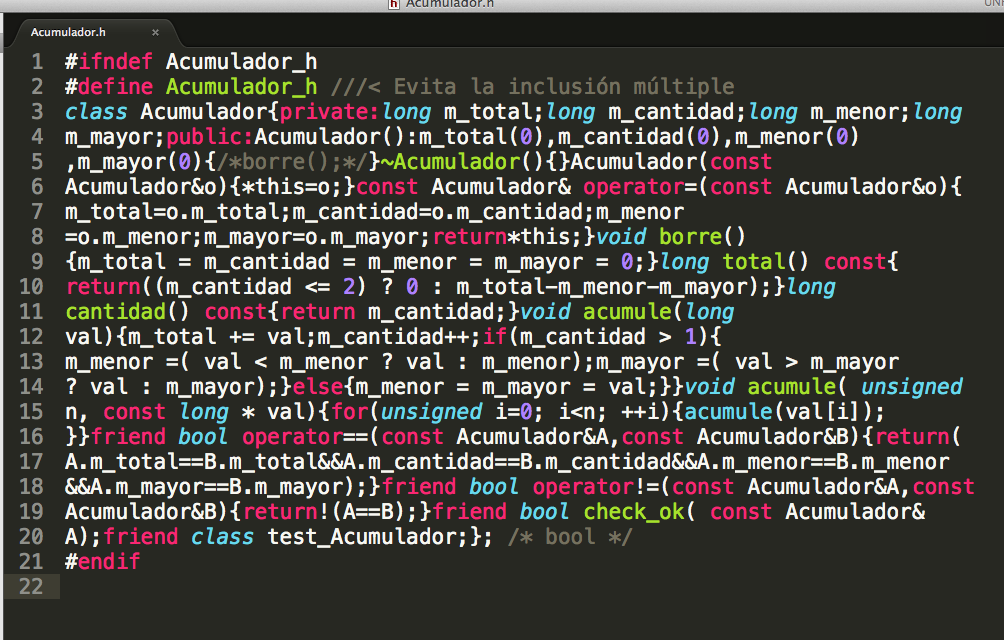 h Acumulador.h UNR
Acumulador.h ×
1 #ifndef Acumulador_h
2 #define Acumulador_h ///< Evita la inclusión múltiple
3 class Acumulador{private:long m_total;long m_cantidad;long m_menor;long
4 m_mayor;public:Acumulador():m_total(0),m_cantidad(0),m_menor(0)
5 ,m_mayor(0){/*borre();*/}~Acumulador(){}Acumulador(const
6 Acumulador&o){*this=o;}const Acumulador& operator=(const Acumulador&o){
7 m_total=o.m_total;m_cantidad=o.m_cantidad;m_menor
8 =o.m_menor;m_mayor=o.m_mayor;return*this;}void borre()
9 {m_total = m_cantidad = m_menor = m_mayor = 0;}long total() const{
10 return((m_cantidad <= 2) ? 0 : m_total-m_menor-m_mayor);}long
11 cantidad() const{return m_cantidad;}void acumule(long
12 val){m_total += val;m_cantidad++;if(m_cantidad > 1){
13 m_menor =( val < m_menor ? val : m_menor);m_mayor =( val > m_mayor
14 ? val : m_mayor);}else{m_menor = m_mayor = val;}}void acumule( unsigned
15 n, const long * val){for(unsigned i=0; i<n; ++i){acumule(val[i]);
16 }}friend bool operator==(const Acumulador&A,const Acumulador&B){return(
17 A.m_total==B.m_total&&A.m_cantidad==B.m_cantidad&&A.m_menor==B.m_menor
18 &&A.m_mayor==B.m_mayor);}friend bool operator!=(const Acumulador&A,const
19 Acumulador&B){return!(A==B);}friend bool check_ok( const Acumulador&
20 A);friend class test_Acumulador;}; /* bool */
21 #endif
22